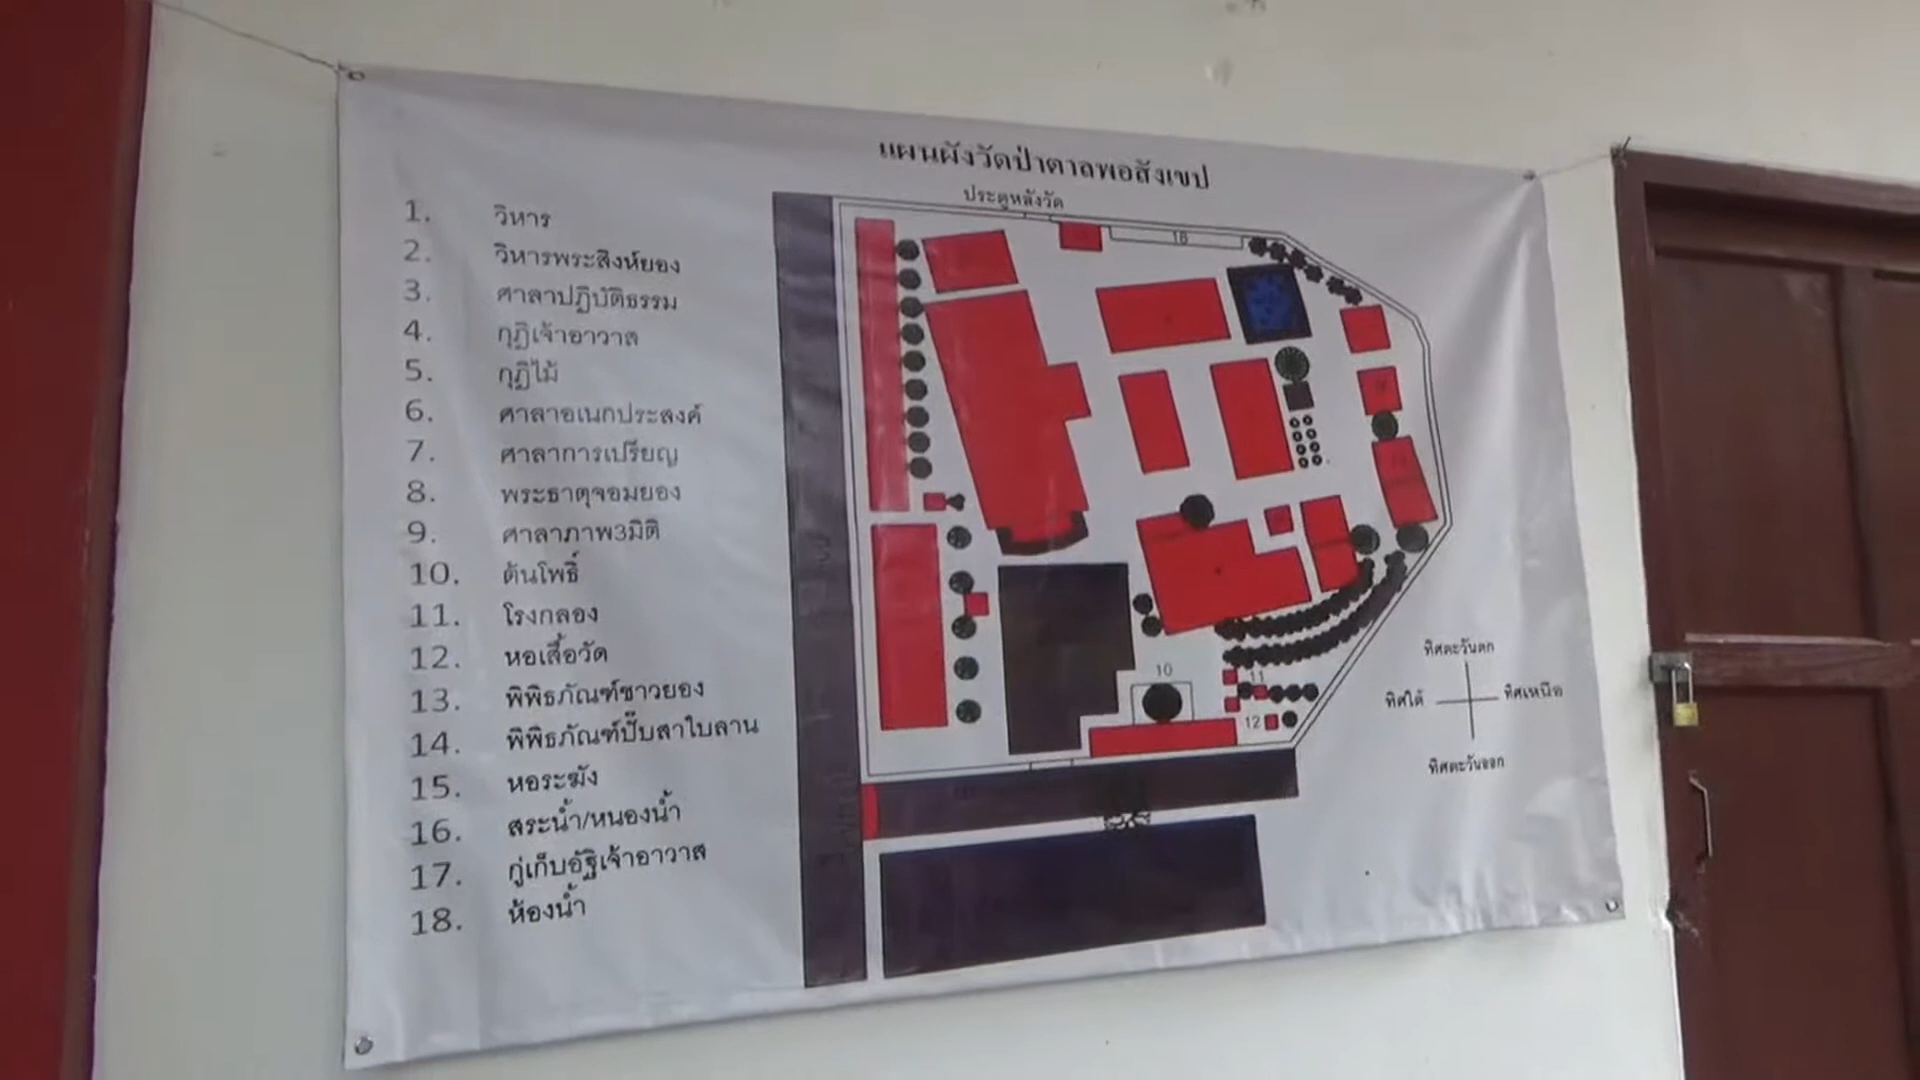 แผนผังวัดป่าตาลพอสังเขป
ประตูหลังวัด
1. วิหาร
2. วิหารพระสิงห์ยอง
3. ศาลาปฏิบัติธรรม
4. กุฏิเจ้าอาวาส
5. กุฏิไม้
6. ศาลาอเนกประสงค์
7. ศาลาการเปรียญ
8. พระธาตุจอมยอง
9. ศาลาภาพ3มิติ
10. ต้นโพธิ์
11. โรงกลอง
12. หอเสื้อวัด
13. พิพิธภัณฑ์ชาวยอง
14. พิพิธภัณฑ์ปั๊บสาใบลาน
15. หอระฆัง
16. สระน้ำ/หนองน้ำ
17. กู่เก็บอัฐิเจ้าอาวาส
18. ห้องน้ำ
18
10
11
12
ทิศตะวันตก
ทิศใต้
ทิศเหนือ
ทิศตะวันออก